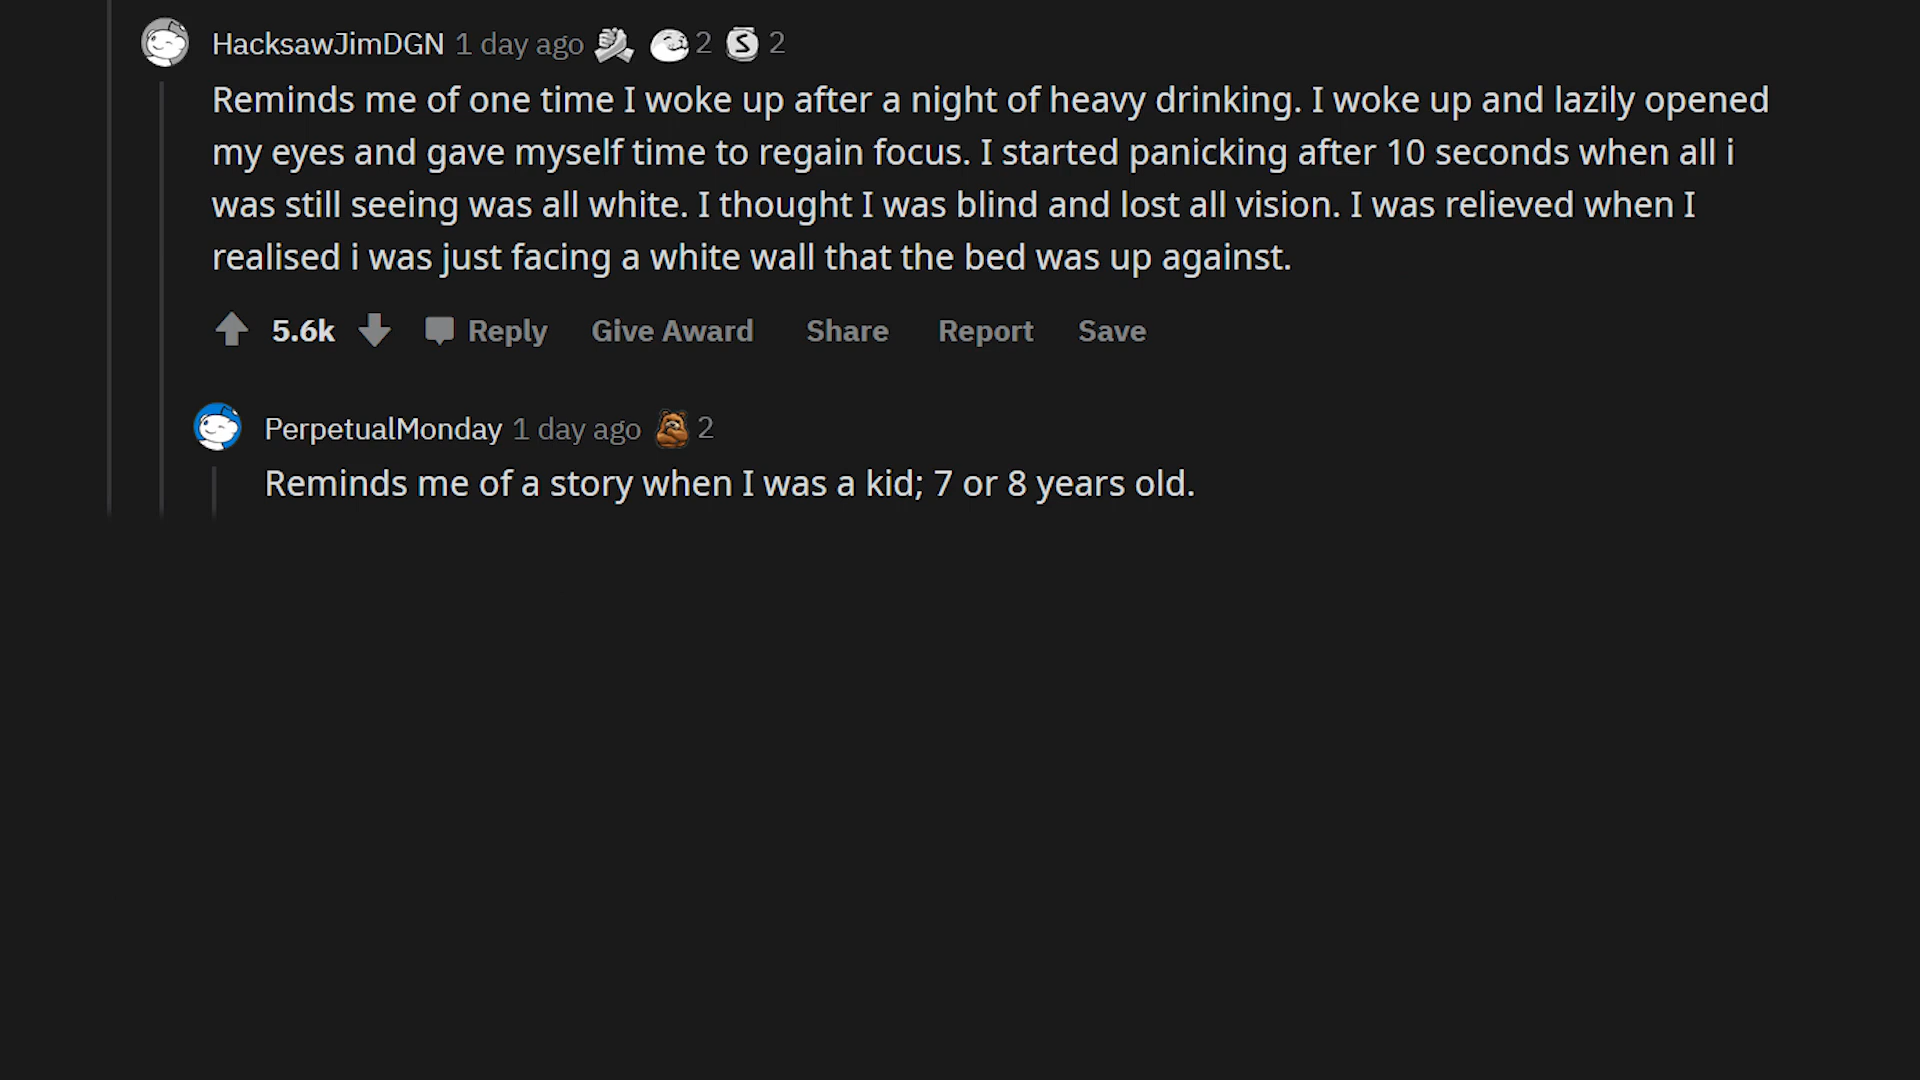 HacksawJimDGN 1 day ago 2 S 2
Reminds me of one time I woke up after a night of heavy drinking. I woke up and lazily opened
my eyes and gave myself time to regain focus. I started panicking after 10 seconds when all i
was still seeing was all white. I thought I was blind and lost all vision. I was relieved when I
realised i was just facing a white wall that the bed was up against.
5.6k Reply Give Award Share Report Save
PerpetualMonday 1 day ago 2
Reminds me of a story when I was a kid; 7 or 8 years old.